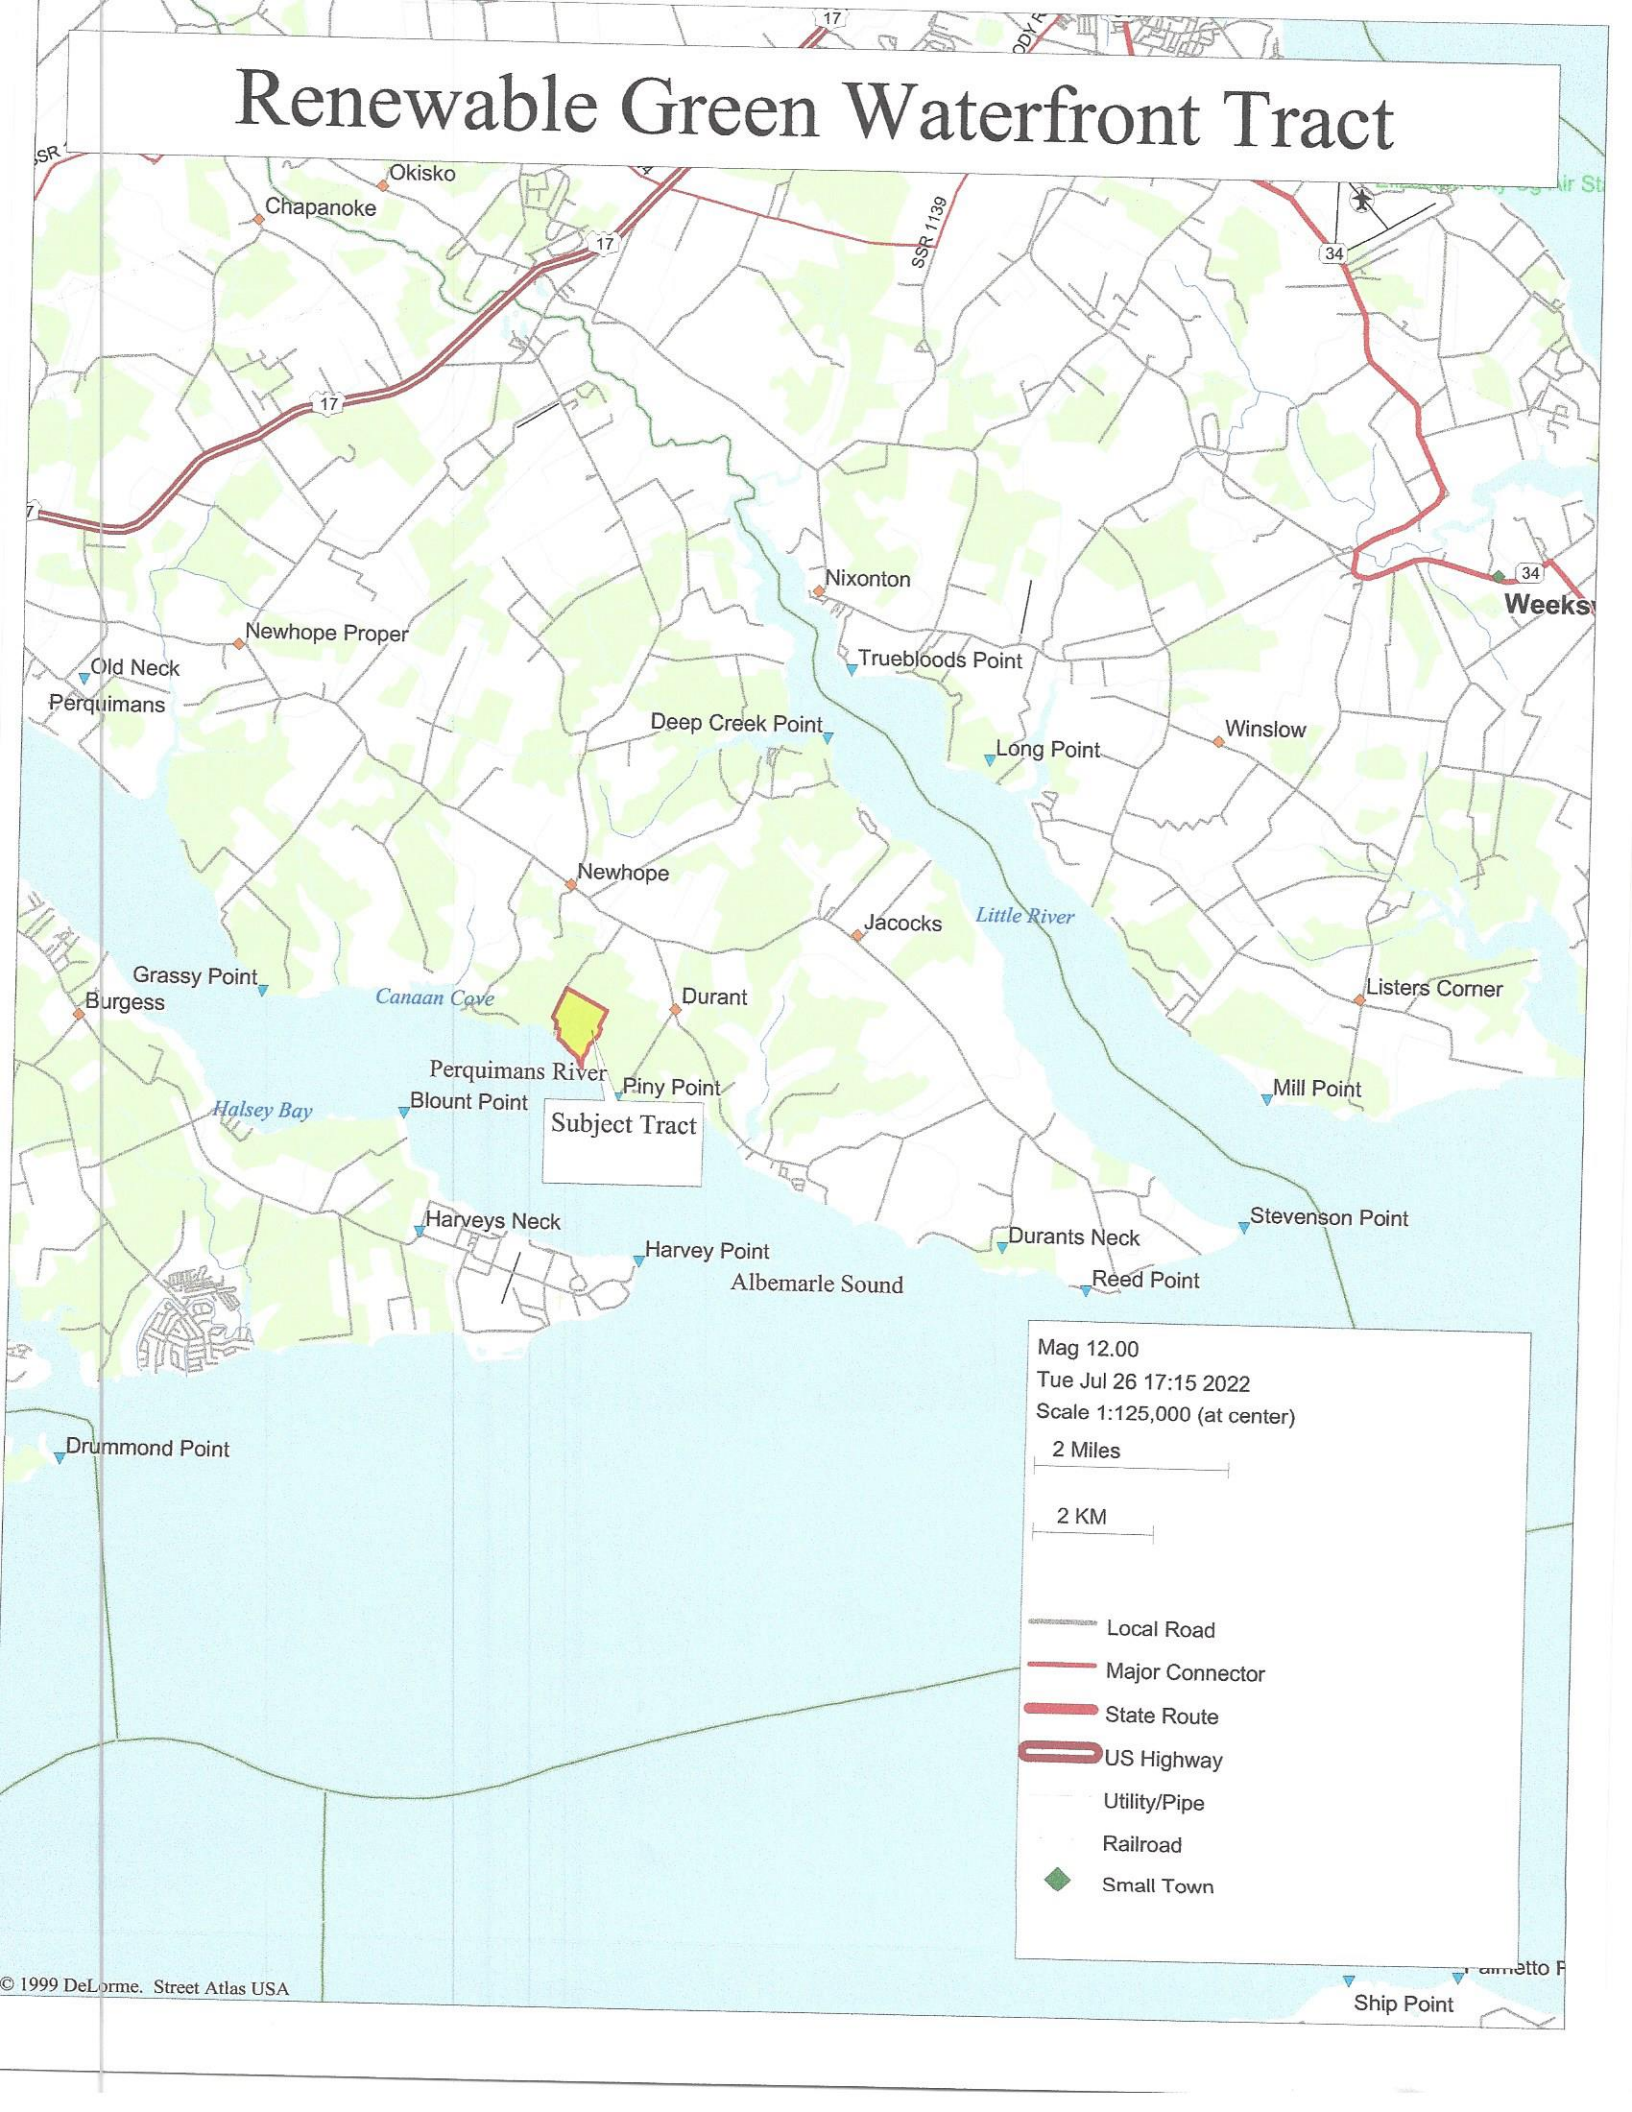 17
Renewable Green Waterfront Tract
SSR
Okisko
Chapanoke
17
SSR 1139
34
17
7
Nixonton
34
Weeksv
Newhope Proper
Old Neck
Truebloods Point
Perquimans
Deep Creek Point
Winslow
Long Point
Newhope
Jacocks
Little River
Grassy Point
Canaan Cove
Durant
Listers Corner
Burgess
Perquimans River
Piny Point
Mill Point
Blount Point
Halsey Bay
Subject Tract
Harveys Neck
Stevenson Point
Durants Neck
Harvey Point
Albemarle Sound
Reed Point
Mag 12.00
Tue Jul 26 17:15 2022
Scale 1:125,000 (at center)
2 Miles
Drummond Point
2 KM
Local Road
Major Connector
State Route
US Highway
Utility/Pipe
Railroad
Small Town
© 1999 DeLorme. Street Atlas USA
Ship Point